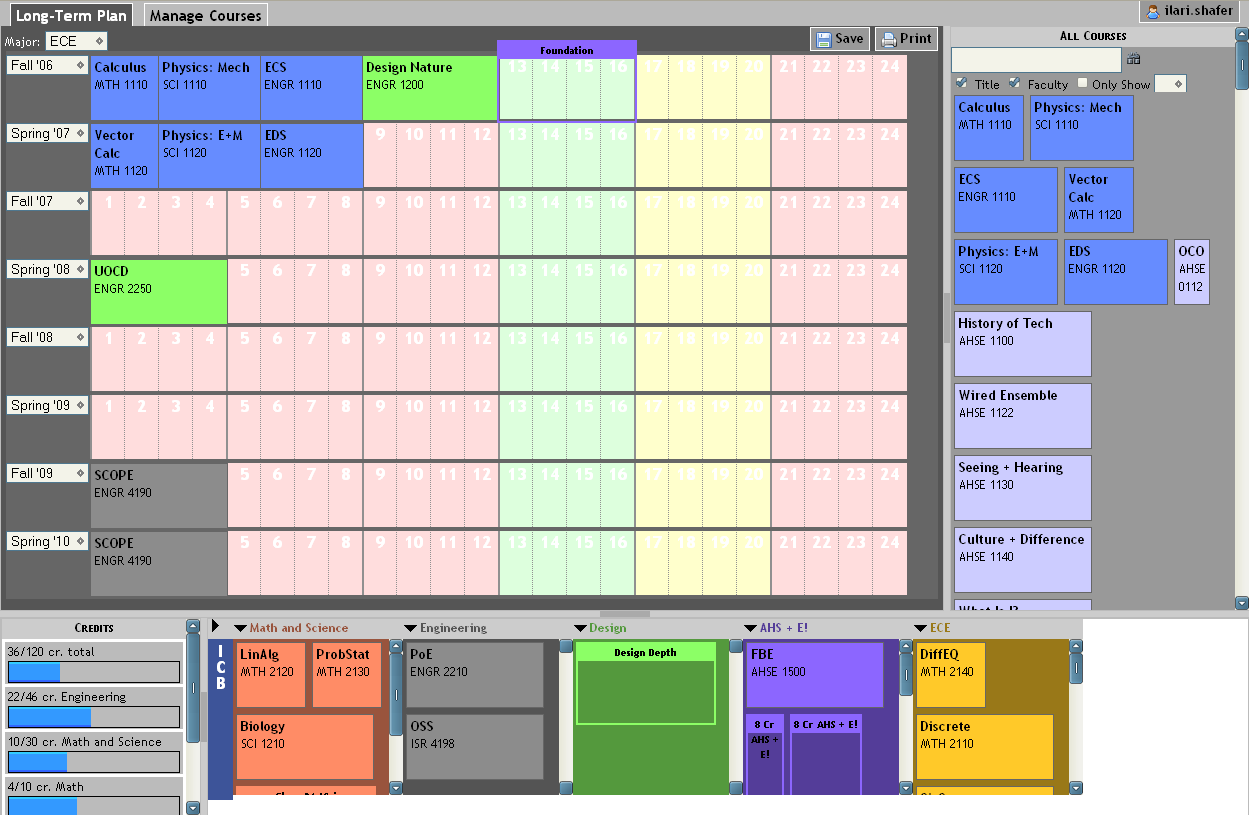 Long-Term Plan
Manage Courses
ilari.shafer
Major: ECE
Save
Print
Foundation
Fall '06
Calculus
MTH 1110
Physics: Mech
SCI 1110
ECS
ENGR 1110
Design Nature
ENGR 1200
13 14 15 16 17 18 19 20 21 22 23 24
Spring '07
Vector
Calc
MTH 1120
Physics: E+M
SCI 1120
EDS
ENGR 1120
9 10 11 12 13 14 15 16 17 18 19 20 21 22 23 24
Fall '07
1 2 3 4 5 6 7 8 9 10 11 12 13 14 15 16 17 18 19 20 21 22 23 24
Spring '08
UOCD
ENGR 2250
5 6 7 8 9 10 11 12 13 14 15 16 17 18 19 20 21 22 23 24
Fall '08
1 2 3 4 5 6 7 8 9 10 11 12 13 14 15 16 17 18 19 20 21 22 23 24
Spring '09
1 2 3 4 5 6 7 8 9 10 11 12 13 14 15 16 17 18 19 20 21 22 23 24
Fall '09
SCOPE
ENGR 4190
5 6 7 8 9 10 11 12 13 14 15 16 17 18 19 20 21 22 23 24
Spring '10
SCOPE
ENGR 4190
5 6 7 8 9 10 11 12 13 14 15 16 17 18 19 20 21 22 23 24
ALL COURSES
Title Faculty Only Show
Calculus
MTH 1110
Physics: Mech
SCI 1110
ECS
ENGR 1110
Vector
Calc
MTH 1120
Physics: E+M
SCI 1120
EDS
ENGR 1120
OCO
AHSE
0112
History of Tech
AHSE 1100
Wired Ensemble
AHSE 1122
Seeing + Hearing
AHSE 1130
Culture + Difference
AHSE 1140
What Is I?
CREDITS
36/120 cr. total
22/46 cr. Engineering
10/30 cr. Math and Science
4/10 cr. Math
I
C
B
Math and Science
LinAlg
MTH 2120
ProbStat
MTH 2130
Biology
SCI 1210
Engineering
PoE
ENGR 2210
OSS
ISR 4198
Design
Design Depth
AHS + E!
FBE
AHSE 1500
8 Cr
AHS +
E!
8 Cr AHS + E!
ECE
DiffEQ
MTH 2140
Discrete
MTH 2110